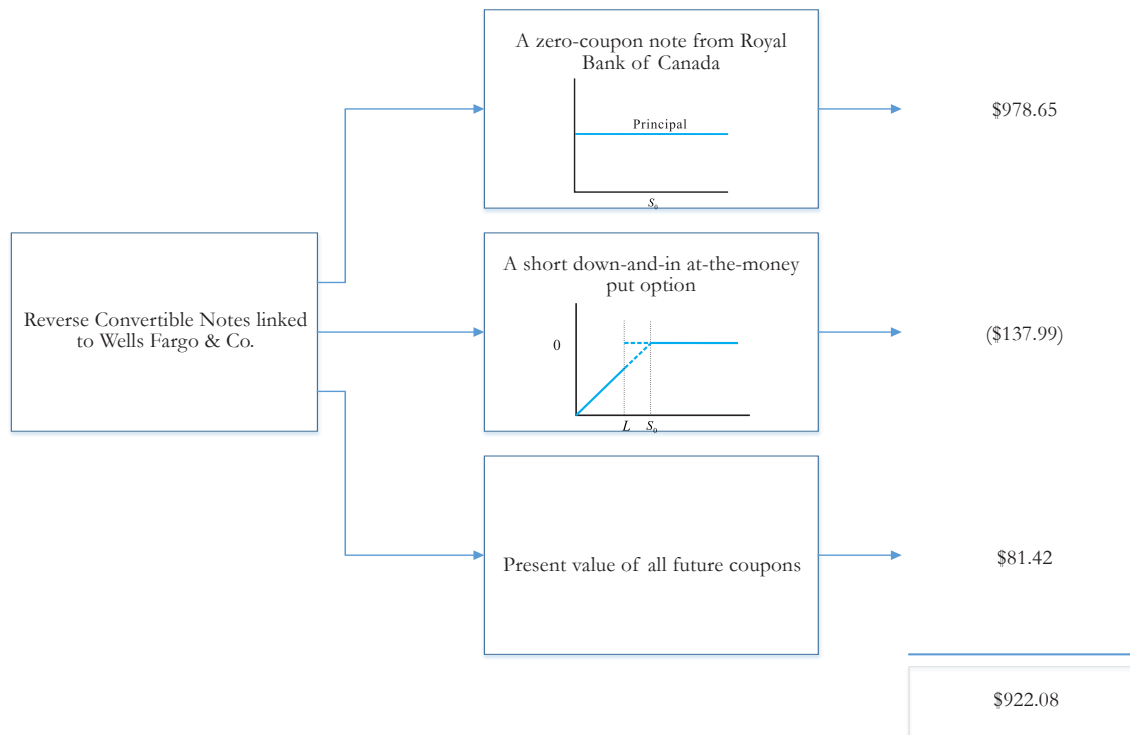 A zero-coupon note from Royal
Bank of Canada
Principal
S₀
$978.65
Reverse Convertible Notes linked
to Wells Fargo & Co.
A short down-and-in at-the-money
put option
0
L S₀
($137.99)
Present value of all future coupons
$81.42
$922.08